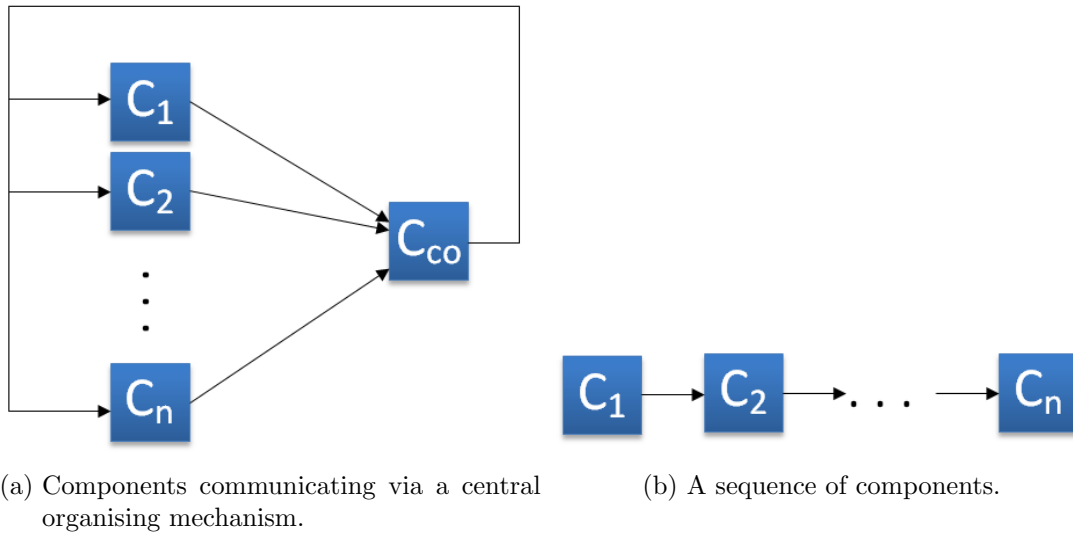 C1
C2
Cn
Cco
C1
C2
. . .
Cn
(a) Components communicating via a central
organising mechanism.
(b) A sequence of components.